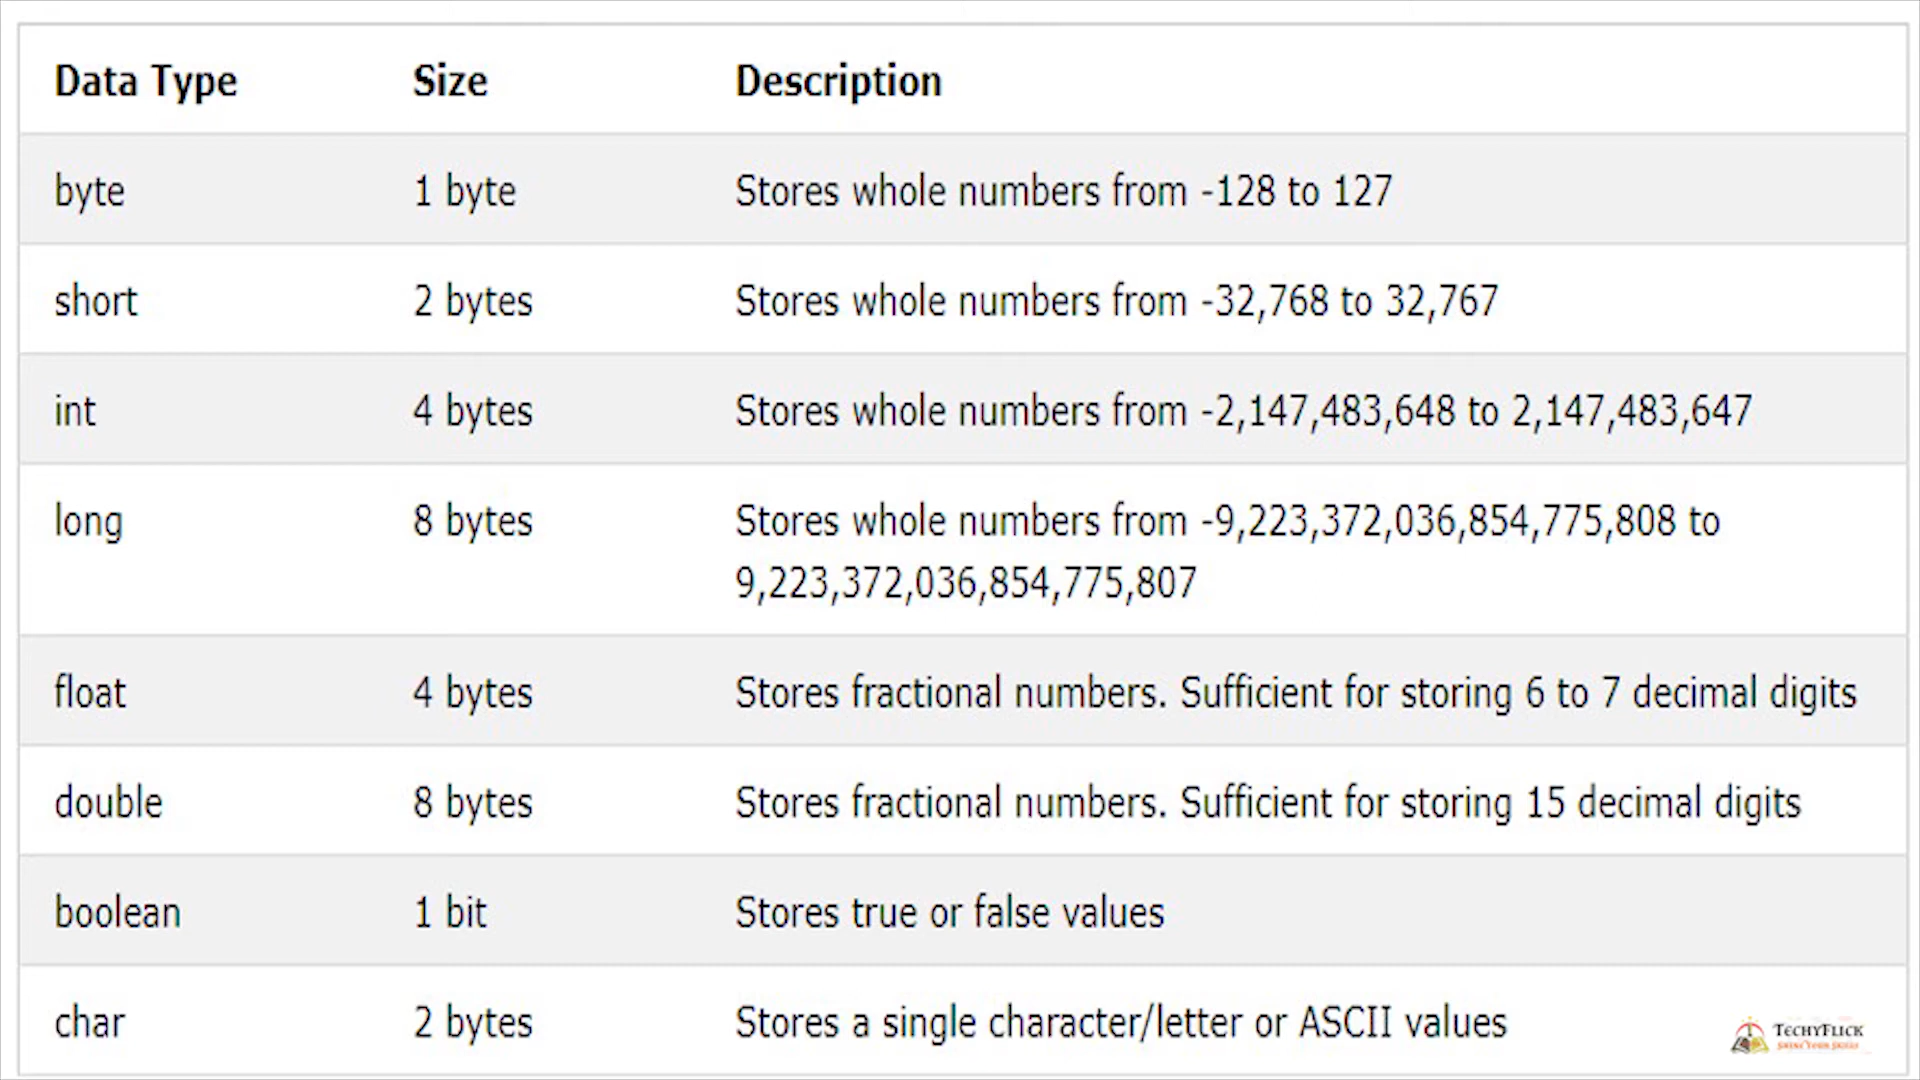 Data Type Size Description
byte 1 byte Stores whole numbers from -128 to 127
short 2 bytes Stores whole numbers from -32,768 to 32,767
int 4 bytes Stores whole numbers from -2,147,483,648 to 2,147,483,647
long 8 bytes Stores whole numbers from -9,223,372,036,854,775,808 to
9,223,372,036,854,775,807
float 4 bytes Stores fractional numbers. Sufficient for storing 6 to 7 decimal digits
double 8 bytes Stores fractional numbers. Sufficient for storing 15 decimal digits
boolean 1 bit Stores true or false values
char 2 bytes Stores a single character/letter or ASCII values
TECHYFLICK